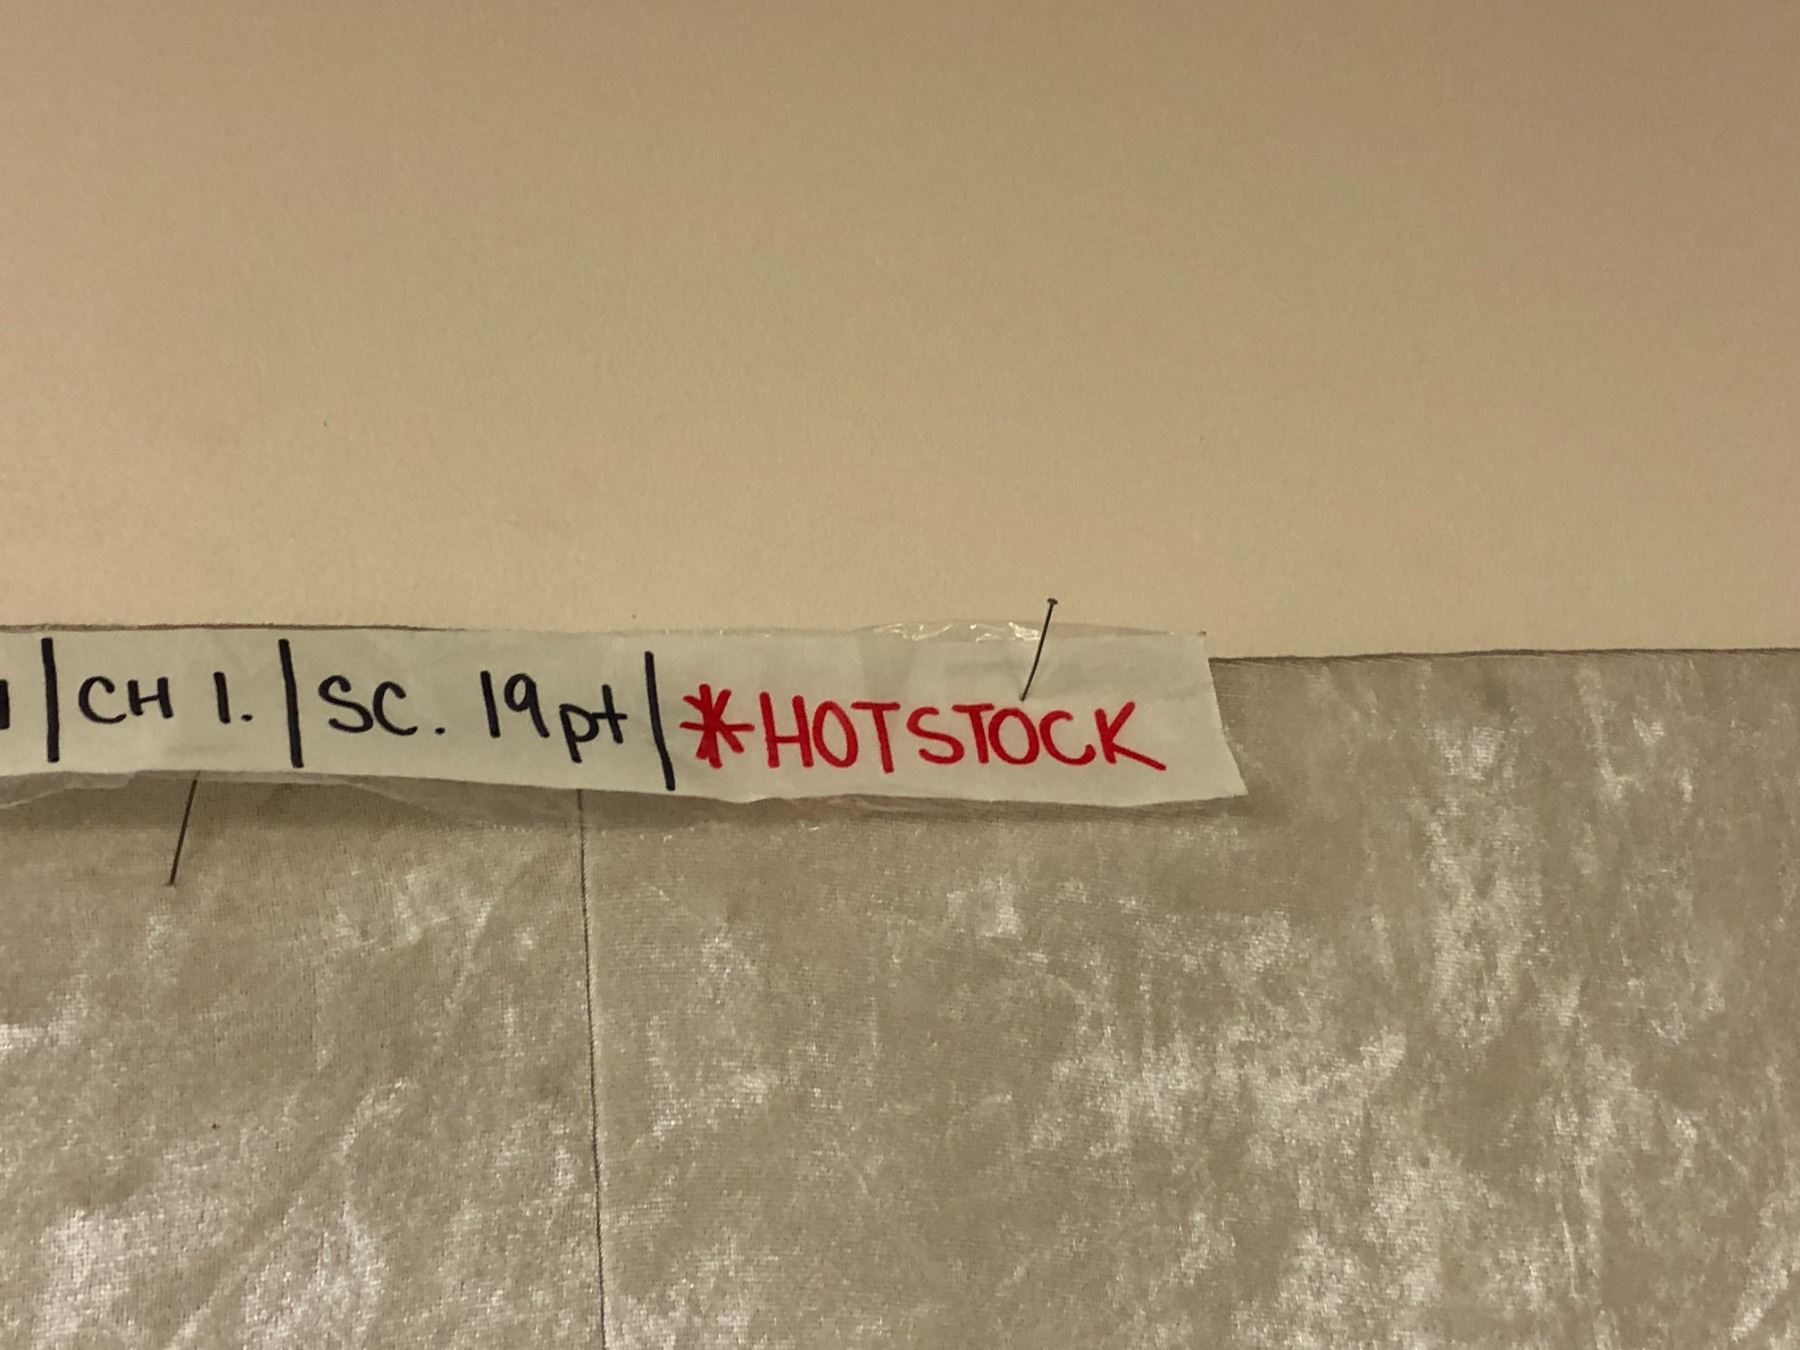 | CH 1. | SC. 19pt | *HOTSTOCK